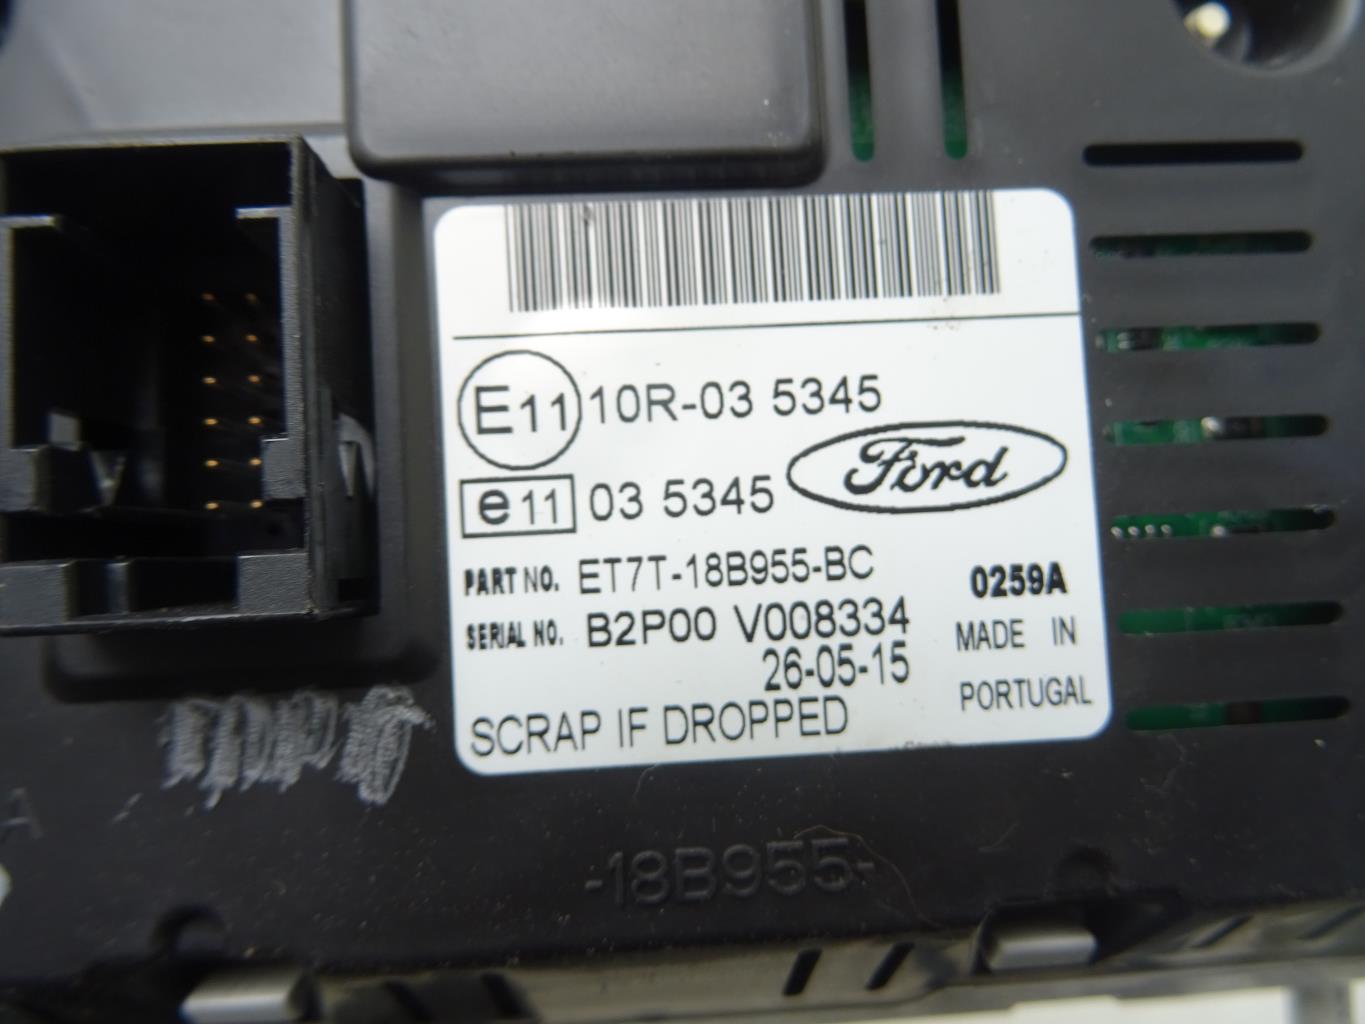 E11 10R-03 5345
Ford
e11 03 5345
PART NO. ET7T-18B955-BC
0259A
SERIAL NO. B2P00 V008334
MADE IN
26-05-15
PORTUGAL
SCRAP IF DROPPED
A
-18B955-